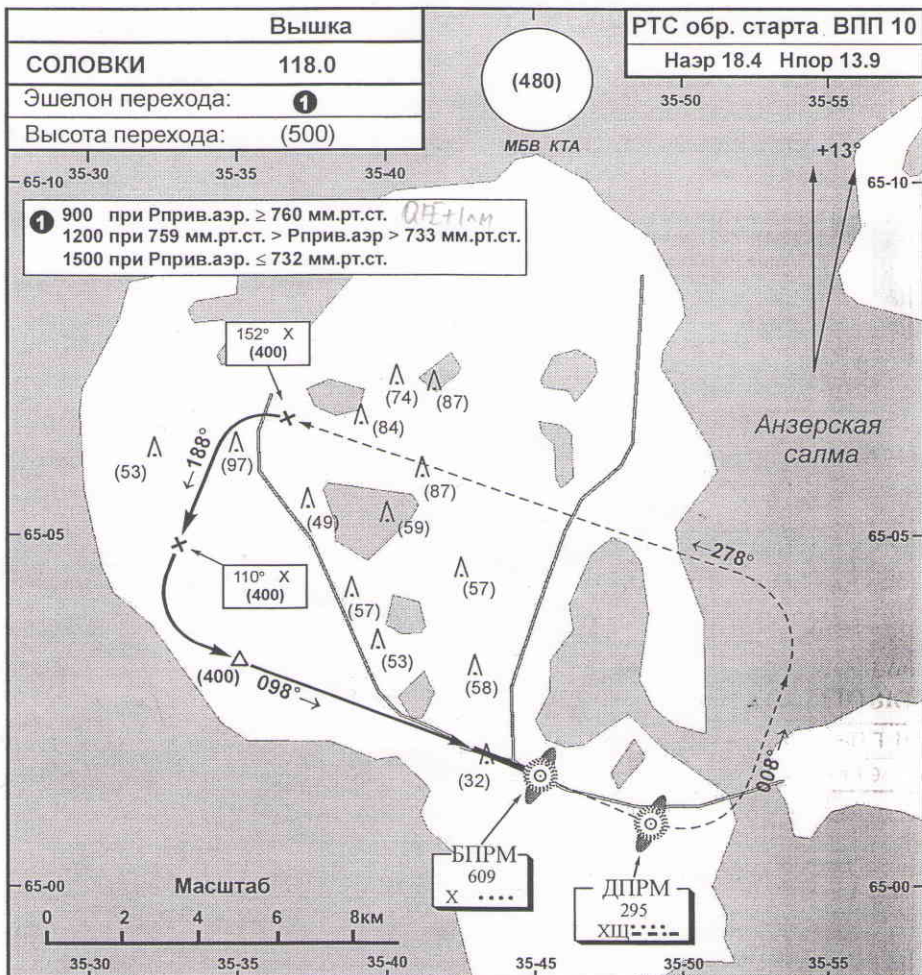 Вышка
СОЛОВКИ 118.0
Эшелон перехода: ❶
Высота перехода: (500)
(480)
МБВ КТА
РТС обр. старта ВПП 10
Наэр 18.4 Нпор 13.9
35-30 35-35 35-40 35-50 35-55
65-10 65-10
+13°
❶ 900 при Рприв.аэр. ≥ 760 мм.рт.ст. QFE+1лм
1200 при 759 мм.рт.ст. > Рприв.аэр > 733 мм.рт.ст.
1500 при Рприв.аэр. ≤ 732 мм.рт.ст.
152° X
(400)
(74)
(87)
(84)
(53)
←188°
(97)
(87)
Анзерская
салма
(49)
(59)
65-05 65-05
←278°
110° X
(400)
(57)
(57)
(53)
(58)
(400)
098°→
008°→
(32)
БПРМ
609
Х ....
ДПРМ
295
ХЩ ....--.-
65-00 65-00
Масштаб
0 2 4 6 8км
35-30 35-35 35-40 35-45 35-50 35-55